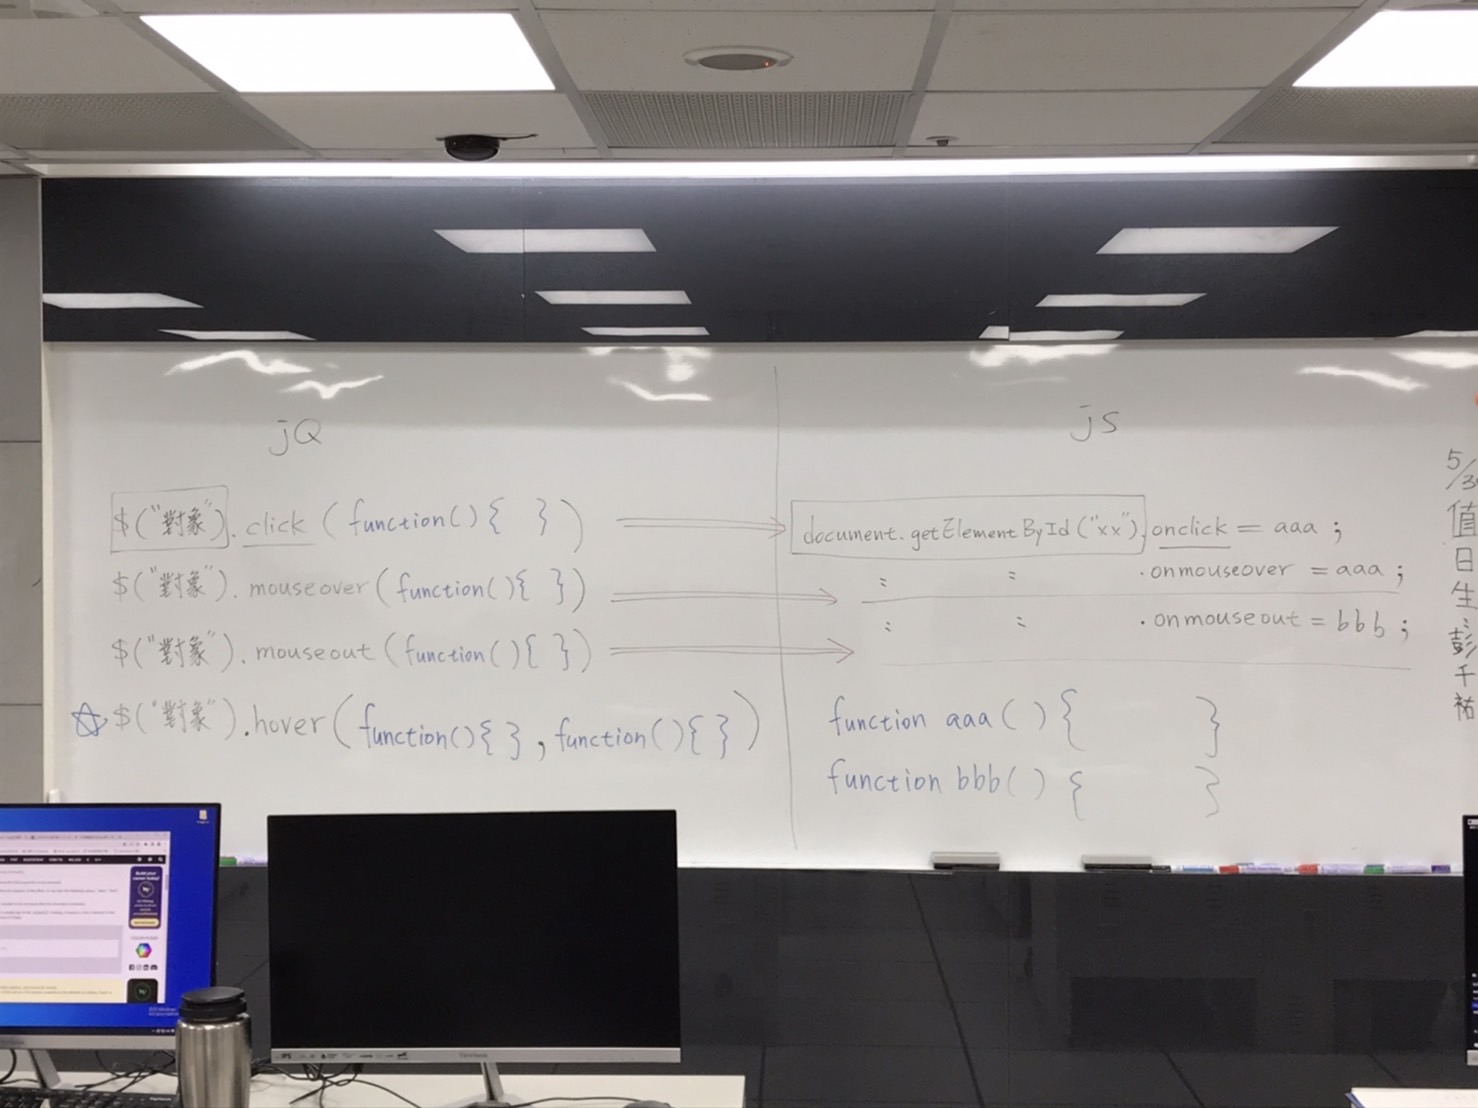 jQ
$("對象").click(function(){ })
$("對象").mouseover(function(){ })
$("對象").mouseout(function(){ })
☆$("對象").hover(function(){ },function(){ })
js
document.getElementById("xx").onclick = aaa ;
: : .onmouseover = aaa ;
: : .onmouseout = bbb ;
function aaa( ){ }
function bbb( ){ }
值日生:彭千祐
ViewSonic